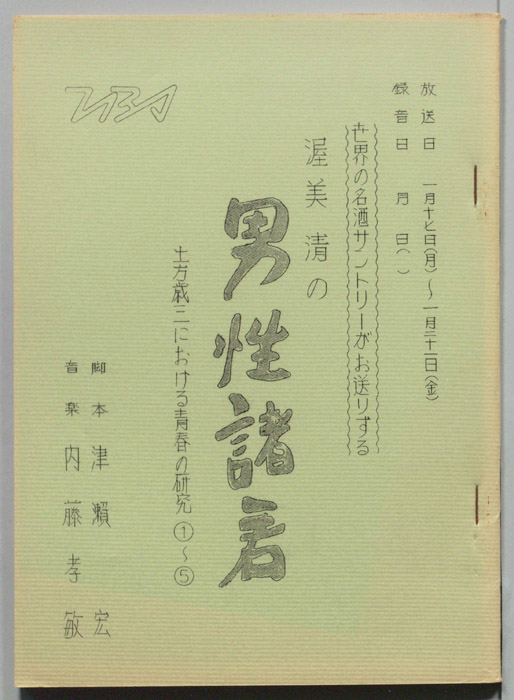 放送日 一月十七日(月)～一月二十一日(金)
録音日 月 日( )
世界の名酒サントリーがお送りする
渥美清の
男性諸君
土方歳三における青春の研究①～⑤
脚本 津瀬宏
音楽 内藤孝敏
TBS